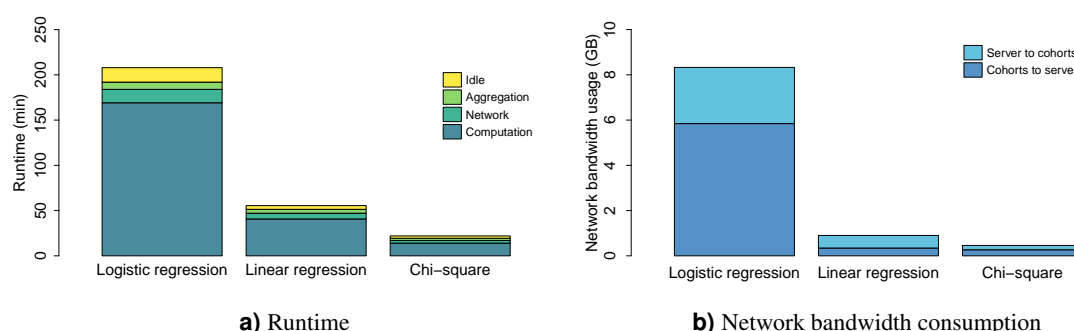 Runtime (min)
0
50
100
150
200
250
Idle
Aggregation
Network
Computation
Logistic regression
Linear regression
Chi−square
a) Runtime
Network bandwidth usage (GB)
0
2
4
6
8
10
Server to cohorts
Cohorts to server
Logistic regression
Linear regression
Chi−square
b) Network bandwidth consumption